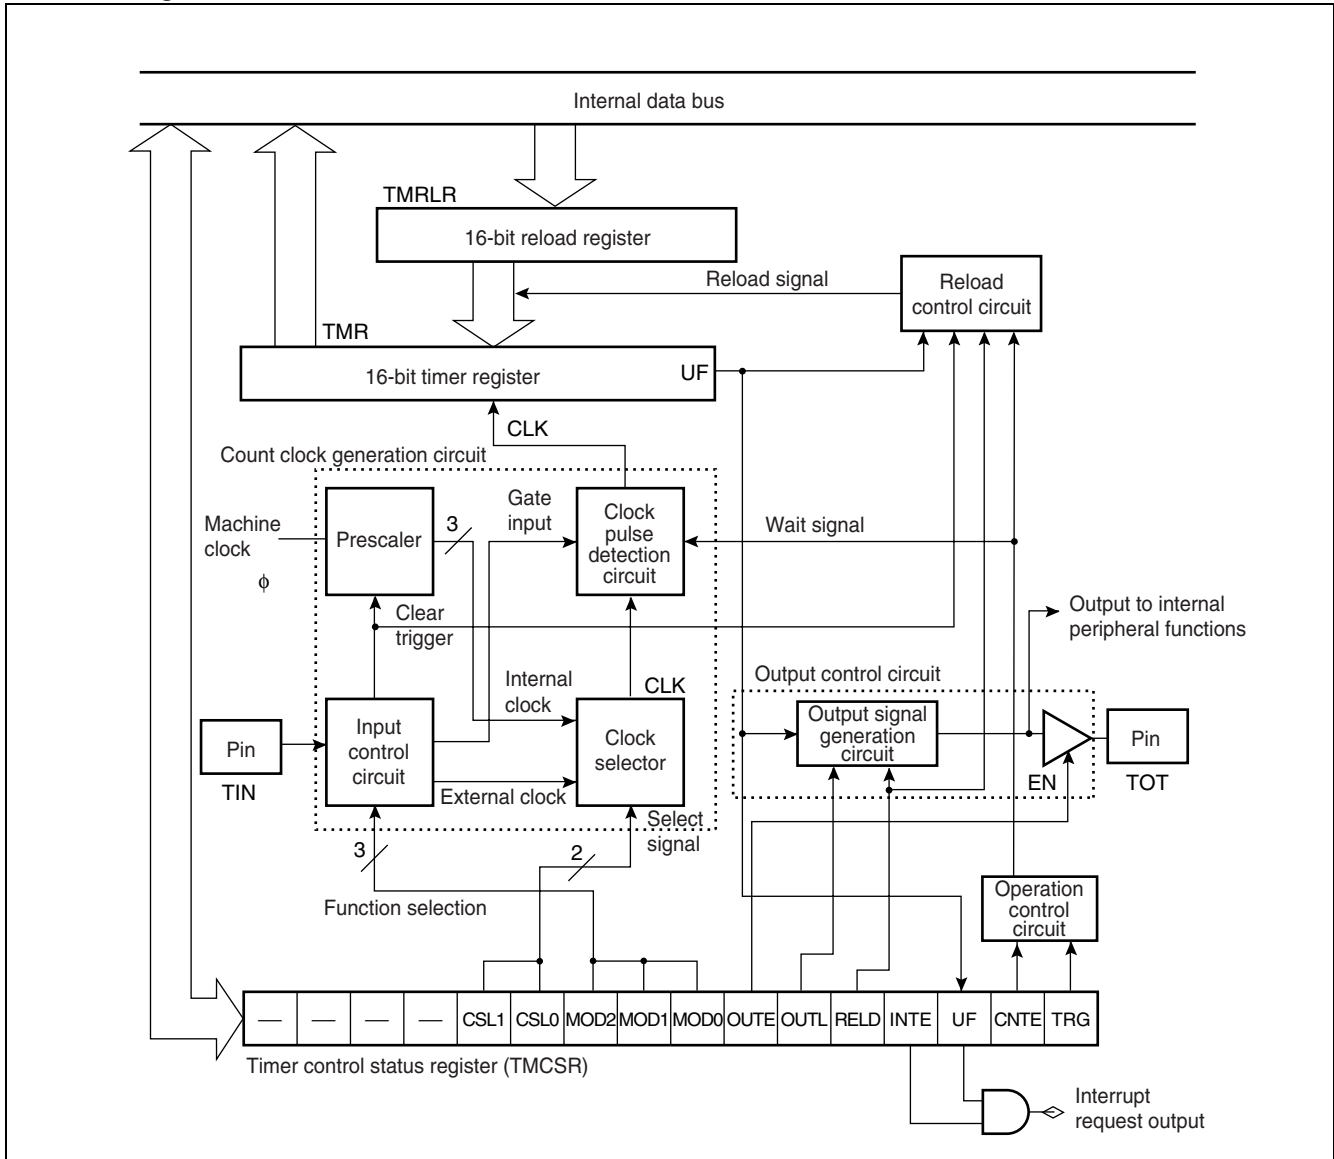 Internal data bus
TMRLR
16-bit reload register
Reload signal
Reload
control circuit
TMR
16-bit timer register
UF
CLK
Count clock generation circuit
Machine
clock
ϕ
Prescaler
3
Gate
input
Clock
pulse
detection
circuit
Wait signal
Clear
trigger
Output to internal
peripheral functions
Internal
clock
CLK
Output control circuit
Pin
TIN
Input
control
circuit
External clock
Clock
selector
Output signal
generation
circuit
EN
Pin
TOT
Select
signal
3
2
Function selection
Operation
control
circuit
— — — — CSL1 CSL0 MOD2 MOD1 MOD0 OUTE OUTL RELD INTE UF CNTE TRG
Timer control status register (TMCSR)
Interrupt
request output